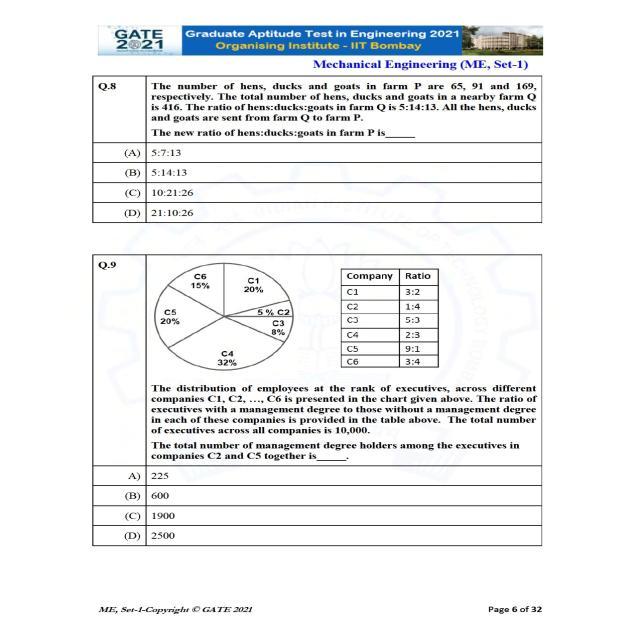 GATE
2021
Graduate Aptitude Test in Engineering 2021
Organising Institute - IIT Bombay
Mechanical Engineering (ME, Set-1)
Q.8
The number of hens, ducks and goats in farm P are 65, 91 and 169,
respectively. The total number of hens, ducks and goats in a nearby farm Q
is 416. The ratio of hens:ducks:goats in farm Q is 5:14:13. All the hens, ducks
and goats are sent from farm Q to farm P.
The new ratio of hens:ducks:goats in farm P is_____
(A) 5:7:13
(B) 5:14:13
(C) 10:21:26
(D) 21:10:26
Q.9
C6
15%
C1
20%
5 % C2
C3
8%
C5
20%
C4
32%
Company Ratio
C1 3:2
C2 1:4
C3 5:3
C4 2:3
C5 9:1
C6 3:4
The distribution of employees at the rank of executives, across different
companies C1, C2, …, C6 is presented in the chart given above. The ratio of
executives with a management degree to those without a management degree
in each of these companies is provided in the table above. The total number
of executives across all companies is 10,000.
The total number of management degree holders among the executives in
companies C2 and C5 together is_____.
A) 225
(B) 600
(C) 1900
(D) 2500
ME, Set-1-Copyright © GATE 2021
Page 6 of 32